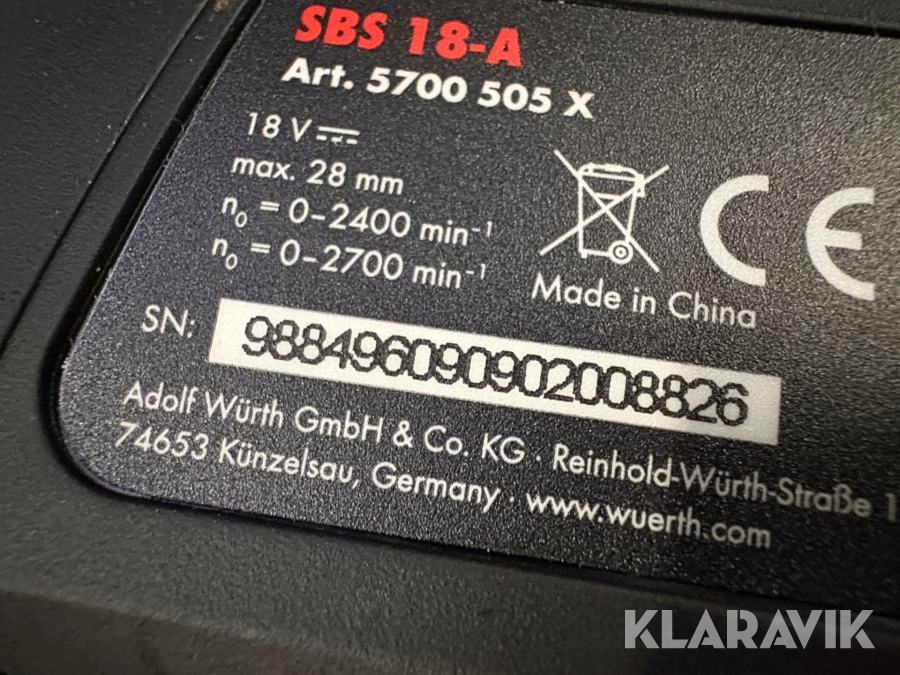 SBS 18-A
Art. 5700 505 X
18 V
max. 28 mm
n₀ = 0–2400 min⁻¹
n₀ = 0–2700 min⁻¹
CE
Made in China
SN: 988496090902008826
Adolf Würth GmbH & Co. KG · Reinhold-Würth-Straße 1
74653 Künzelsau, Germany · www.wuerth.com
KLARAVIK